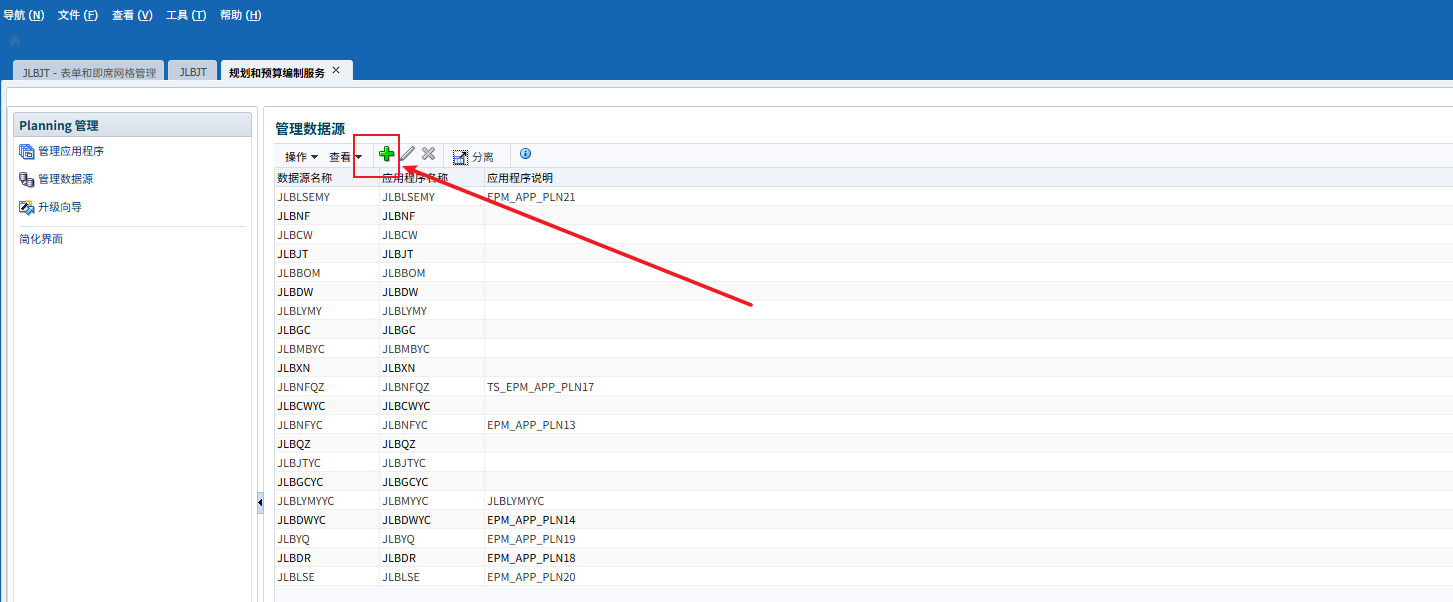 导航 (N) 文件 (F) 查看 (V) 工具 (T) 帮助 (H)
JLBJT - 表单和即席网格管理 JLBJT 规划和预算编制服务
Planning 管理
管理应用程序
管理数据源
升级向导
简化界面
管理数据源
操作 查看 分离
数据源名称 应用程序名称 应用程序说明
JLBLSEMY JLBLSEMY EPM_APP_PLN21
JLBNF JLBNF
JLBCW JLBCW
JLBJT JLBJT
JLBBOM JLBBOM
JLBDW JLBDW
JLBLYMY JLBLYMY
JLBGC JLBGC
JLBMBYC JLBMBYC
JLBXN JLBXN
JLBNFQZ JLBNFQZ TS_EPM_APP_PLN17
JLBCWYC JLBCWYC
JLBNFYC JLBNFYC EPM_APP_PLN13
JLBQZ JLBQZ
JLBJTYC JLBJTYC
JLBGCYC JLBGCYC
JLBLYMYYC JLBMYYC JLBLYMYYC
JLBDWYC JLBDWYC EPM_APP_PLN14
JLBYQ JLBYQ EPM_APP_PLN19
JLBDR JLBDR EPM_APP_PLN18
JLBLSE JLBLSE EPM_APP_PLN20